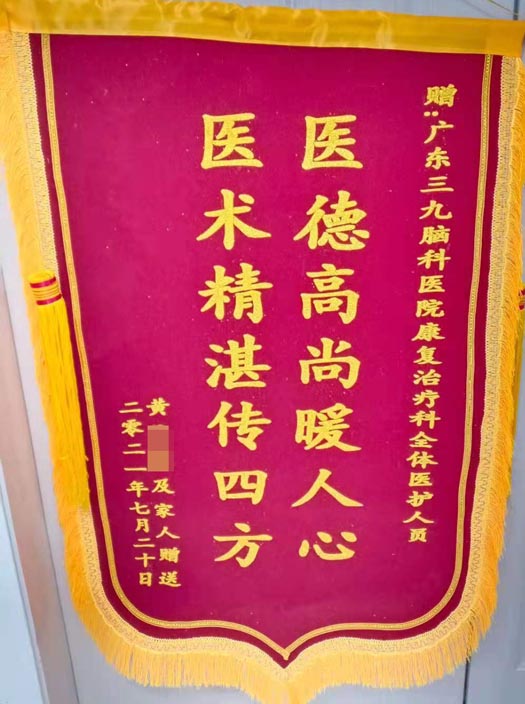 赠:广东三九脑科医院康复治疗科全体医护人员
医德高尚暖人心
医术精湛传四方
黄 及家人赠送
二零二一年七月二十日